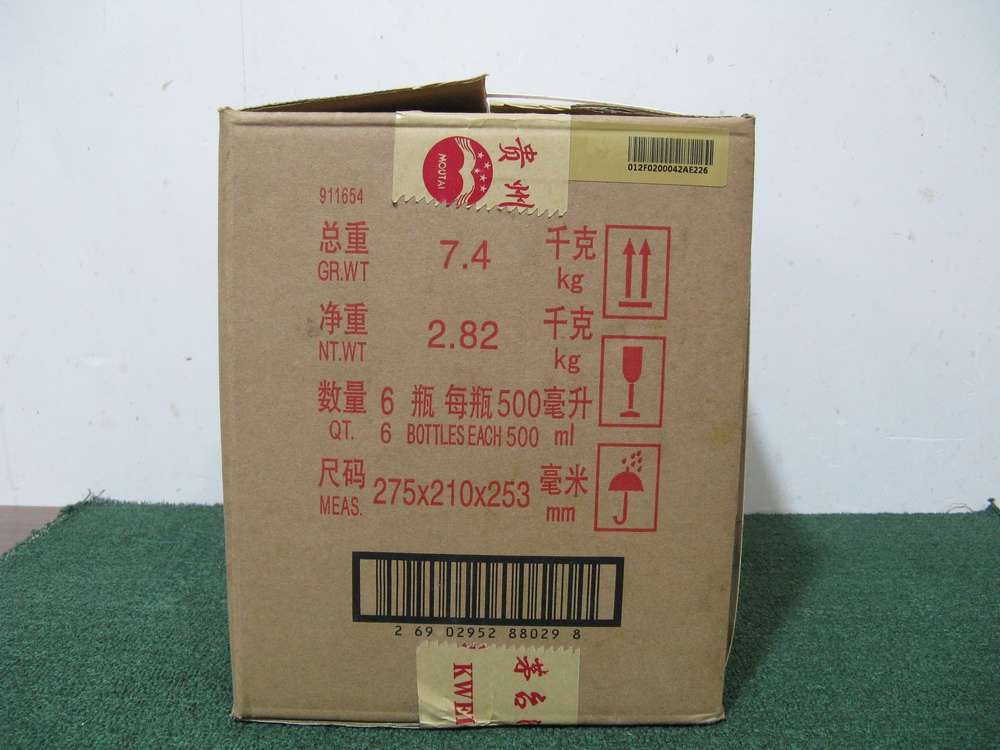 贵州
MOUTAI
012F0200042AE226
911654
总重 7.4 千克
GR.WT kg
净重 2.82 千克
NT.WT kg
数量 6 瓶 每瓶 500毫升
QT. 6 BOTTLES EACH 500 ml
尺码 275x210x253 毫米
MEAS. mm
2 69 02952 88029 8
茅台
KWEI